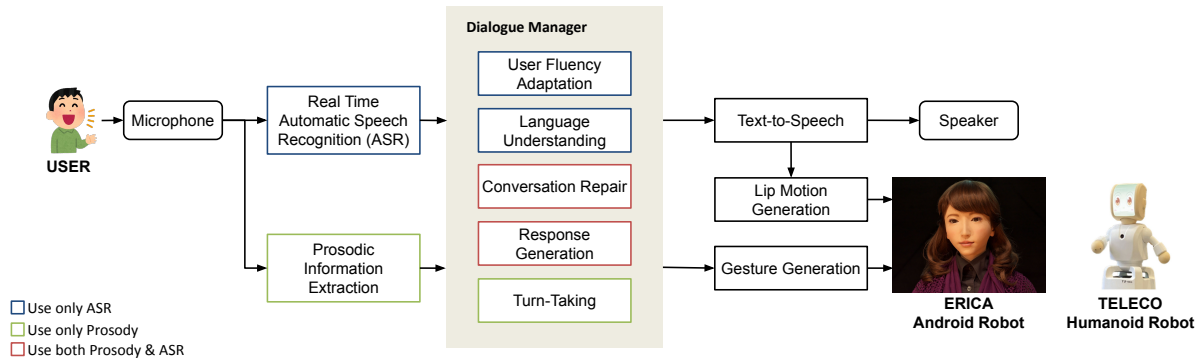 Dialogue Manager
USER
Microphone
Real Time
Automatic Speech
Recognition (ASR)
Prosodic
Information
Extraction
User Fluency
Adaptation
Language
Understanding
Conversation Repair
Response
Generation
Turn-Taking
Text-to-Speech
Speaker
Lip Motion
Generation
Gesture Generation
ERICA
Android Robot
TELECO
Humanoid Robot
Use only ASR
Use only Prosody
Use both Prosody & ASR